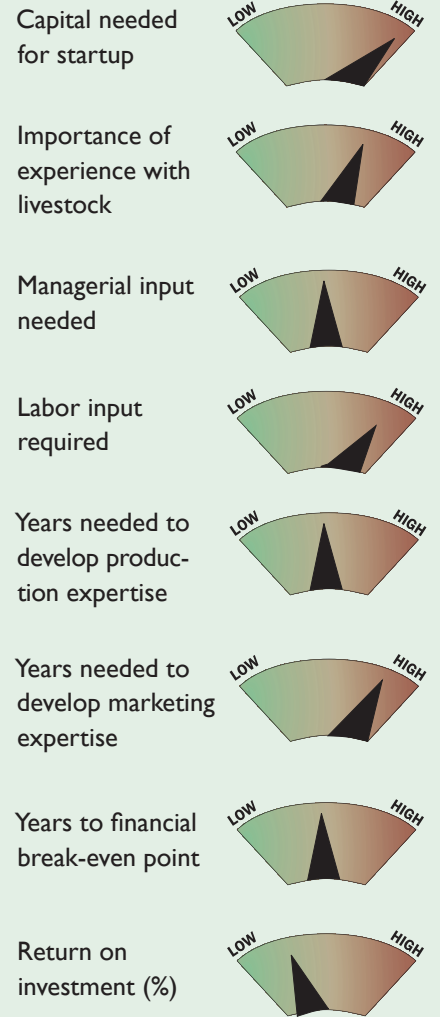 Capital needed
for startup
LOW HIGH
Importance of
experience with
livestock
LOW HIGH
Managerial input
needed
LOW HIGH
Labor input
required
LOW HIGH
Years needed to
develop produc-
tion expertise
LOW HIGH
Years needed to
develop marketing
expertise
LOW HIGH
Years to financial
break-even point
LOW HIGH
Return on
investment (%)
LOW HIGH